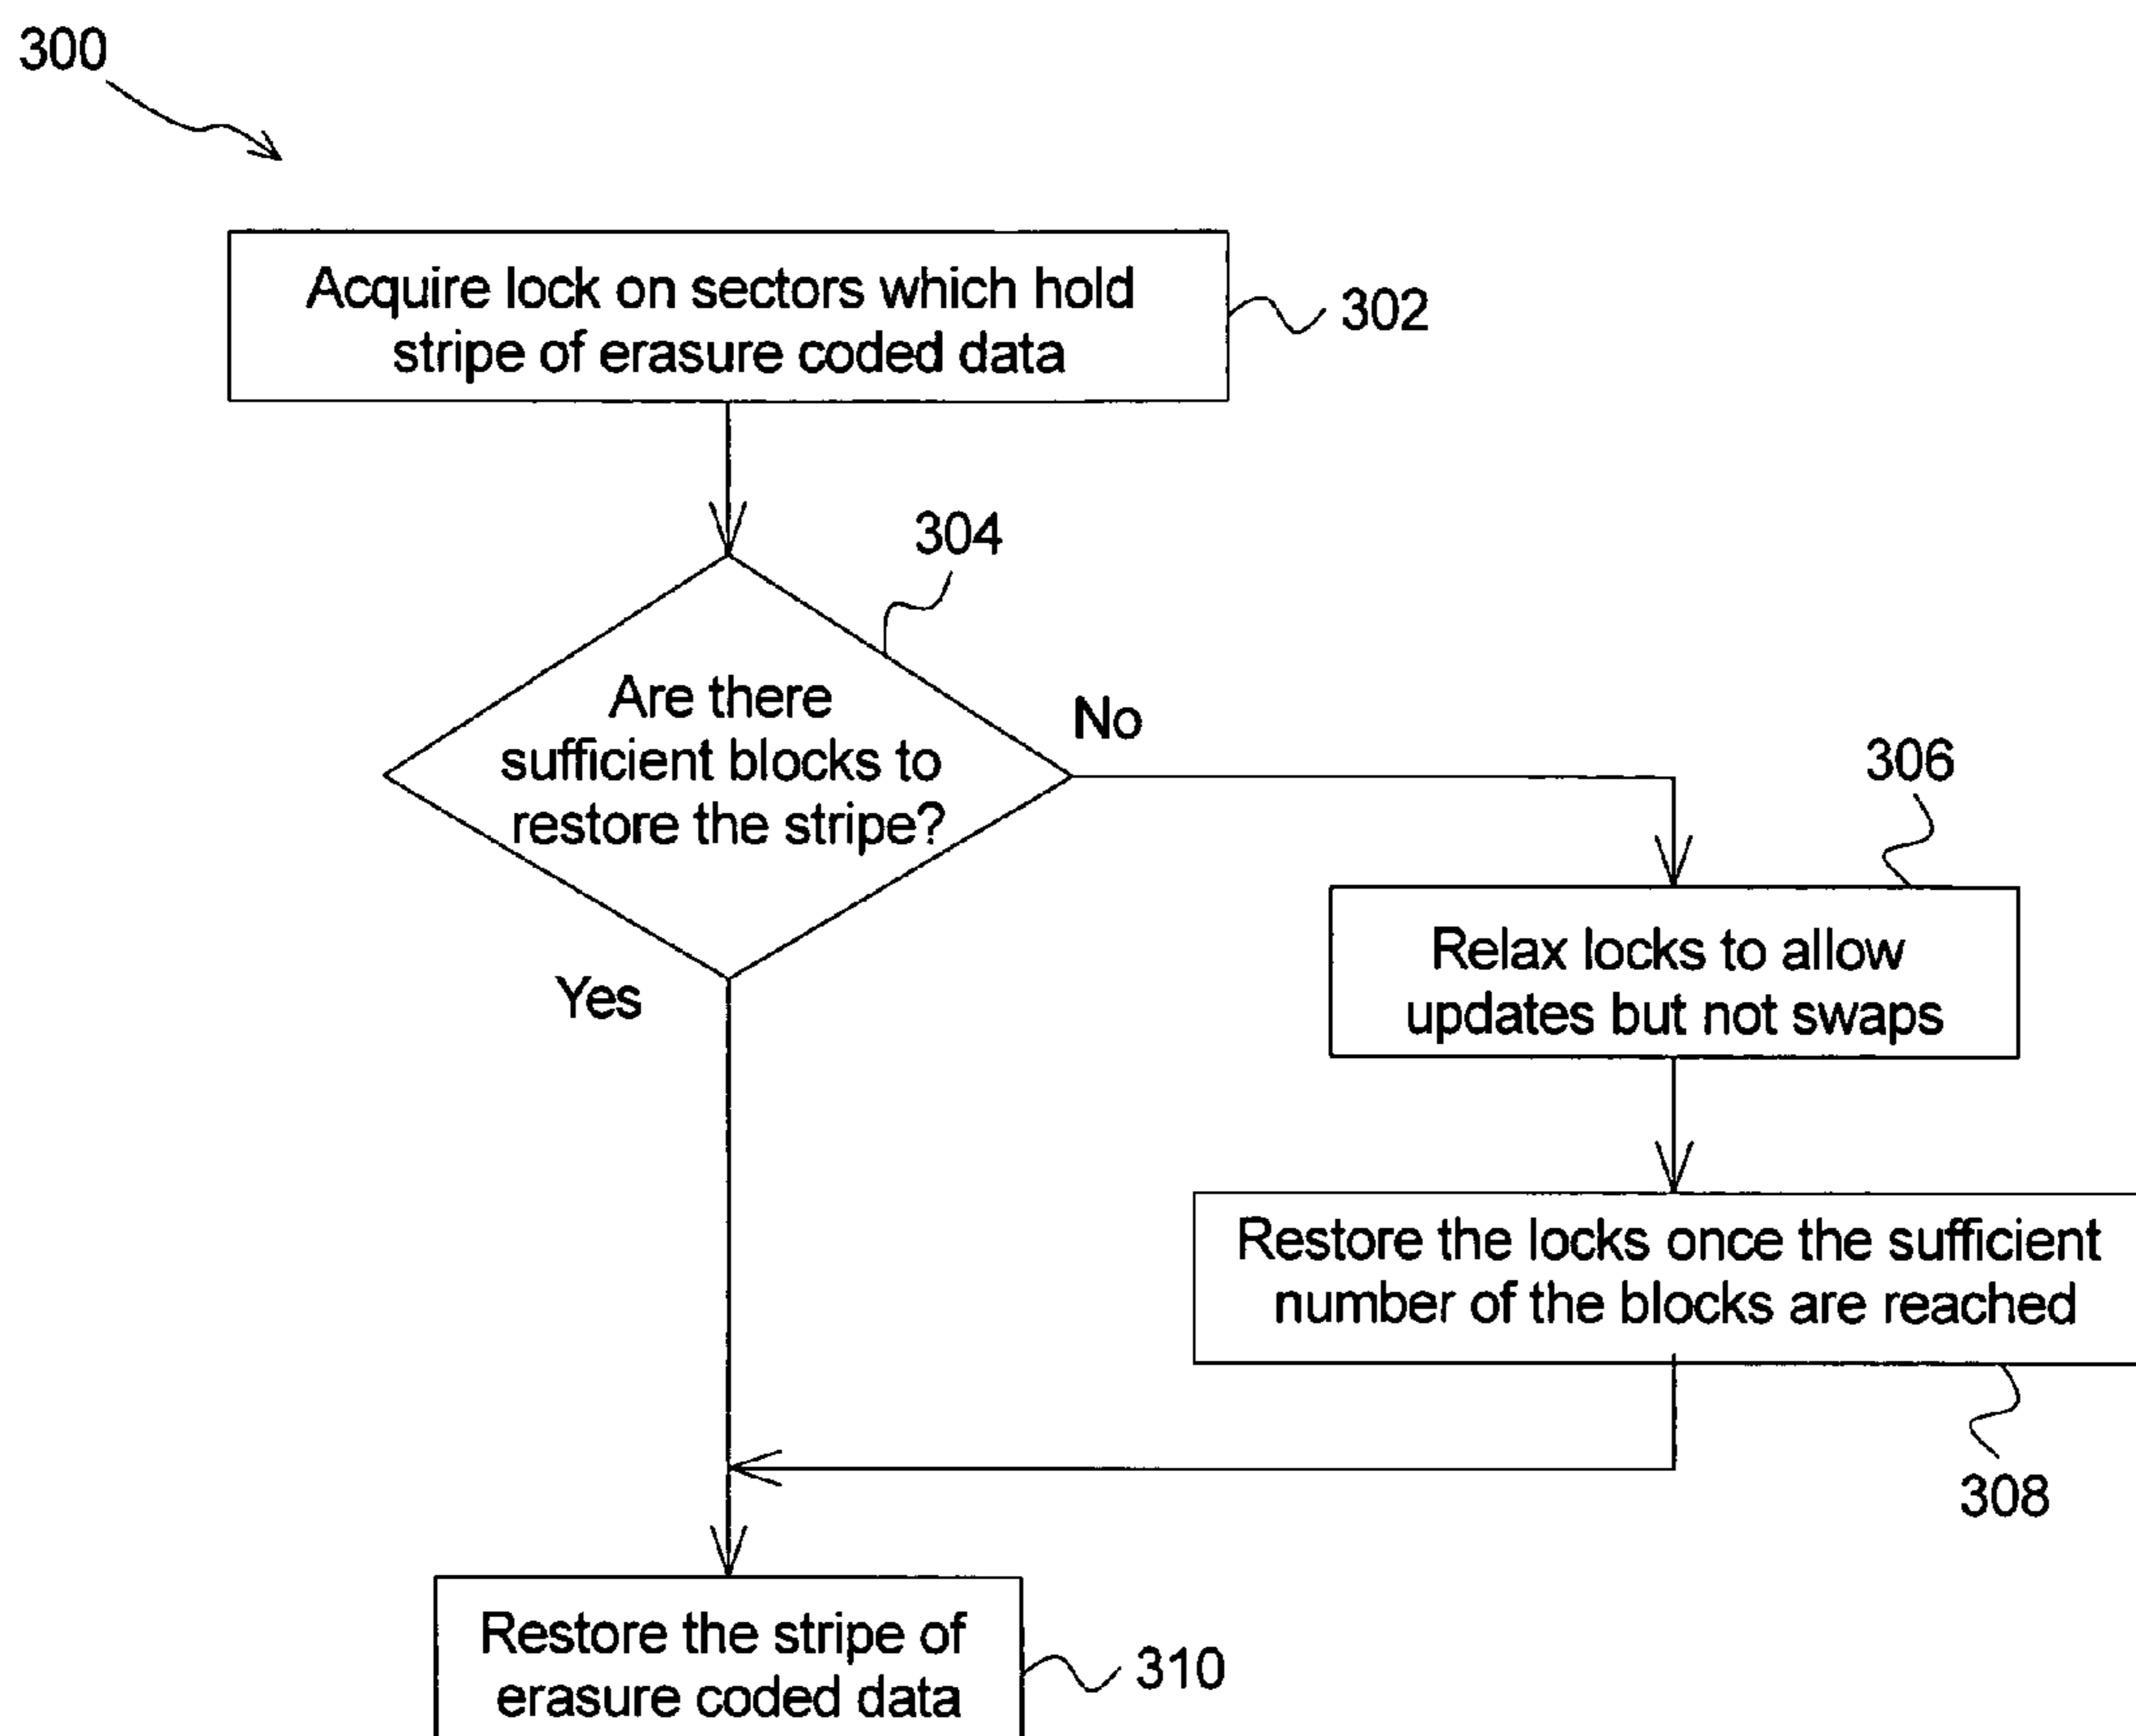 300
Acquire lock on sectors which hold
stripe of erasure coded data
302
304
Are there
sufficient blocks to
restore the stripe?
No
Yes
306
Relax locks to allow
updates but not swaps
Restore the locks once the sufficient
number of the blocks are reached
308
Restore the stripe of
erasure coded data
310